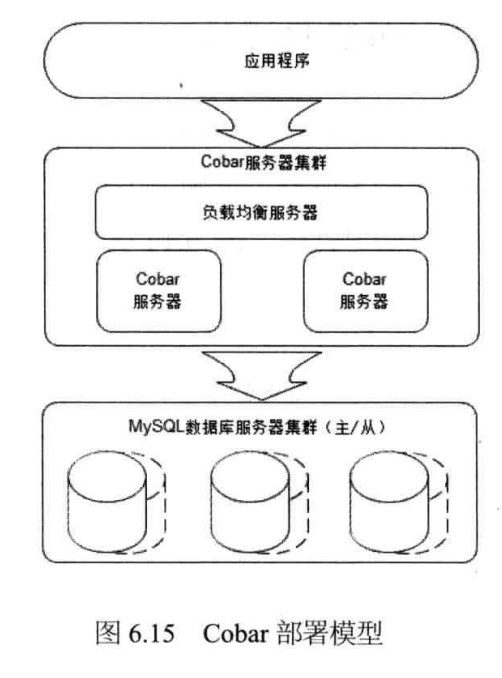 应用程序
Cobar服务器集群
负载均衡服务器
Cobar
服务器
Cobar
服务器
MySQL数据库服务器集群（主/从）
图 6.15 Cobar 部署模型